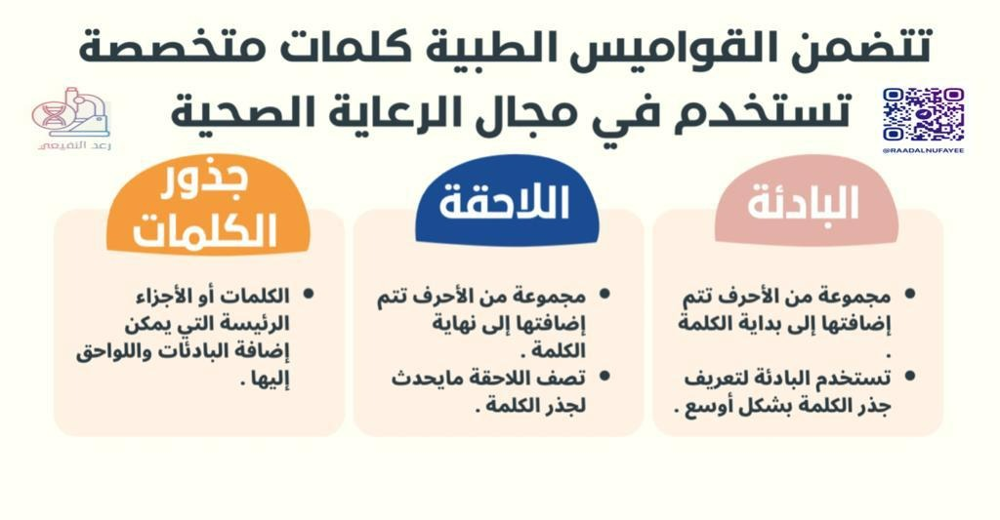 تتضمن القواميس الطبية كلمات متخصصة
تستخدم في مجال الرعاية الصحية
@RAADALNUFAYEE
رعد النفيعي
البادئة
مجموعة من الأحرف تتم
إضافتها إلى بداية الكلمة
.
تستخدم البادئة لتعريف
جذر الكلمة بشكل أوسع .
اللاحقة
مجموعة من الأحرف تتم
إضافتها إلى نهاية
الكلمة .
تصف اللاحقة مايحدث
لجذر الكلمة .
جذور
الكلمات
الكلمات أو الأجزاء
الرئيسة التي يمكن
إضافة البادئات واللواحق
إليها .